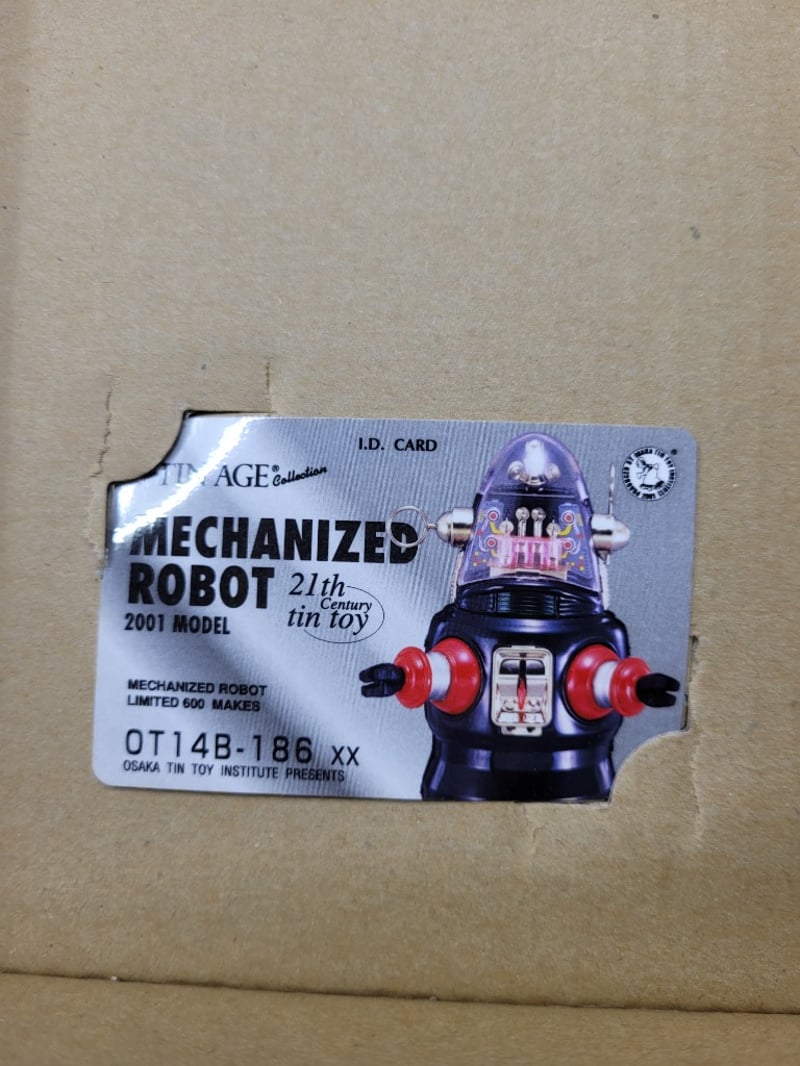 I.D. CARD
TIN AGE® Collection
MECHANIZED
ROBOT
21th
Century
tin toy
2001 MODEL
MECHANIZED ROBOT
LIMITED 600 MAKES
OT14B-186 XX
OSAKA TIN TOY INSTITUTE PRESENTS